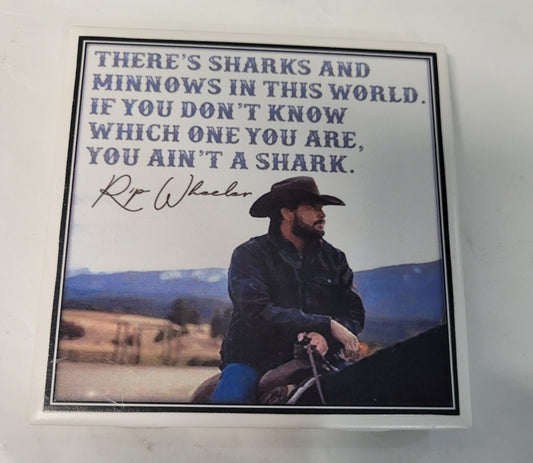 THERE'S SHARKS AND
MINNOWS IN THIS WORLD.
IF YOU DON'T KNOW
WHICH ONE YOU ARE,
YOU AIN'T A SHARK.
Rip Wheeler